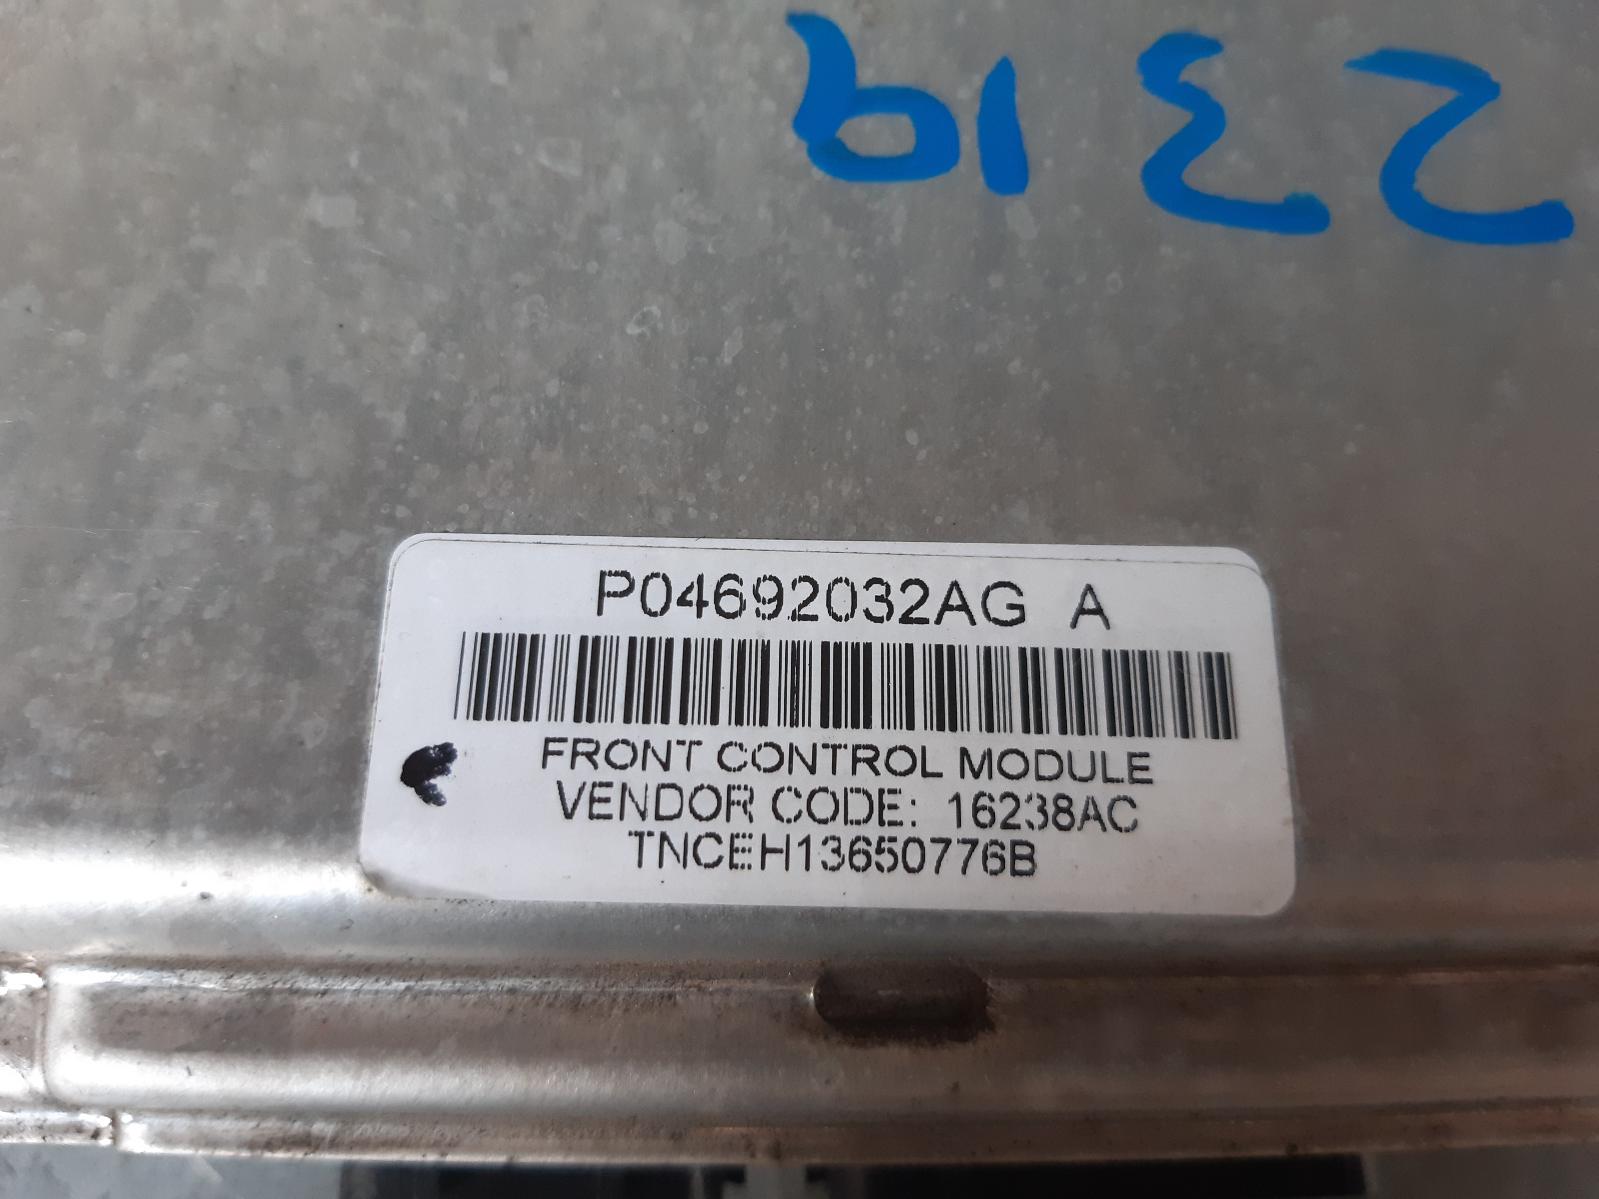 2319
P04692032AG A
FRONT CONTROL MODULE
VENDOR CODE: 16238AC
TNCEH13650776B